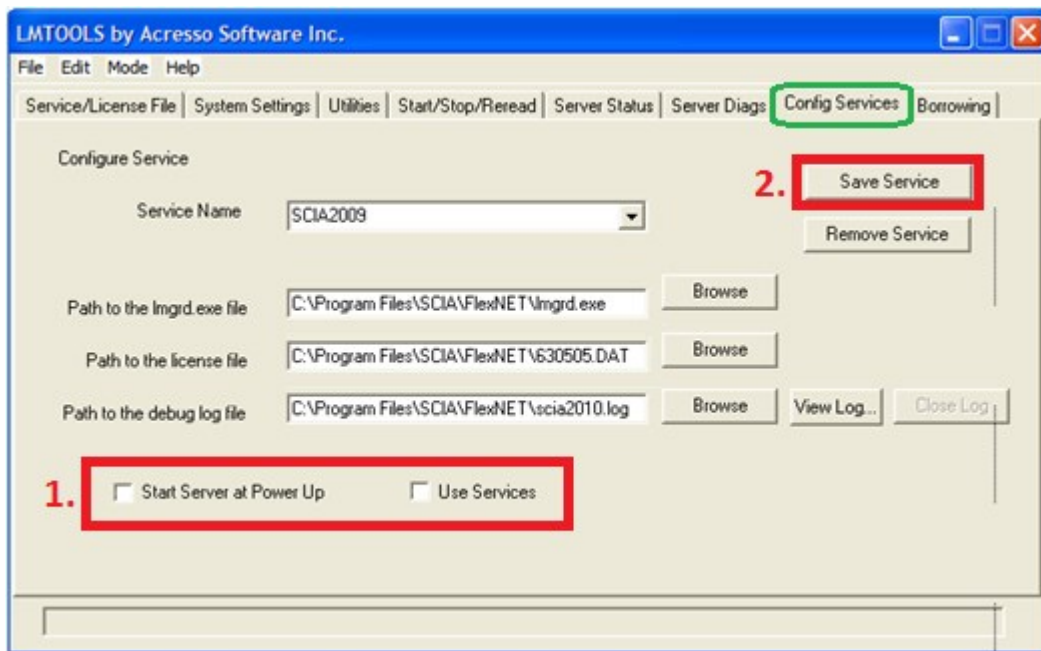 LMTOOLS by Acresso Software Inc.
File Edit Mode Help
Service/License File System Settings Utilities Start/Stop/Reread Server Status Server Diags Config Services Borrowing
Configure Service
2. Save Service
Service Name SCIA2009
Remove Service
Path to the lmgrd.exe file C:\Program Files\SCIA\FlexNET\lmgrd.exe Browse
Path to the license file C:\Program Files\SCIA\FlexNET\630505.DAT Browse
Path to the debug log file C:\Program Files\SCIA\FlexNET\scia2010.log Browse View Log... Close Log
1. Start Server at Power Up Use Services